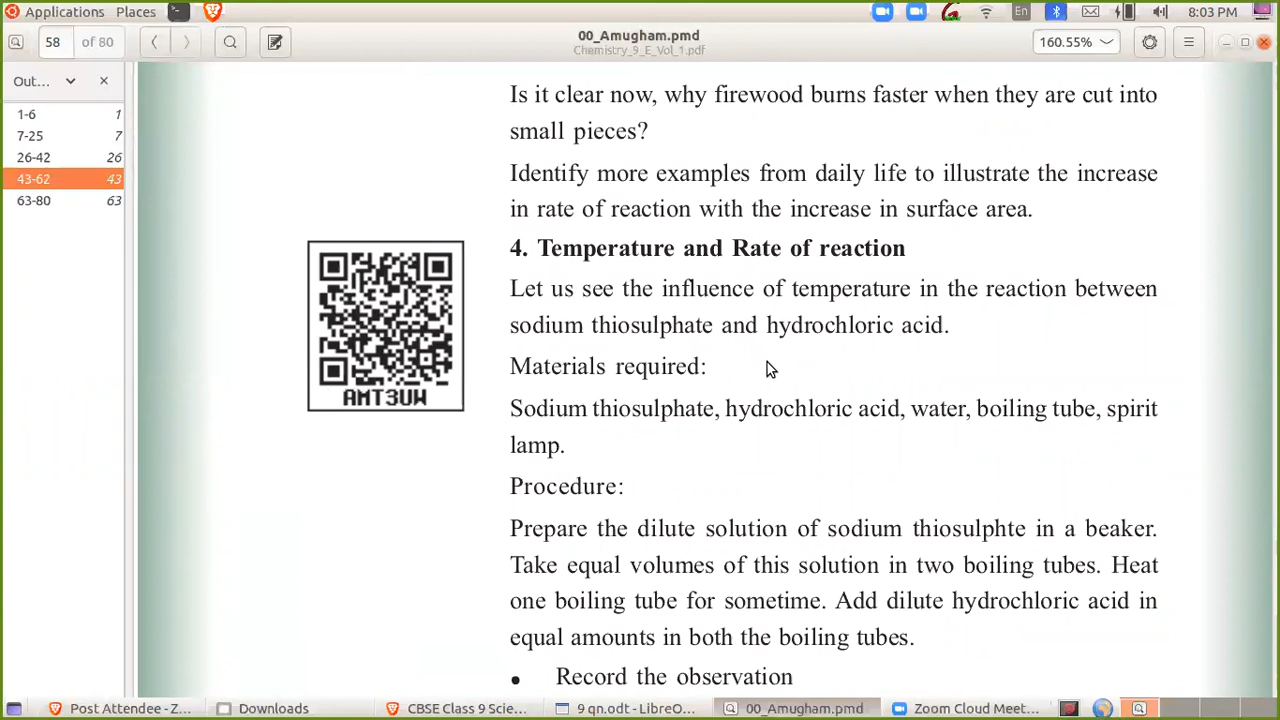 Applications Places En 8:03 PM
58 of 80 00_Amugham.pmd Chemistry_9_E_Vol_1.pdf 160.55%
Out...
1-6 1
7-25 7
26-42 26
43-62 43
63-80 63
Is it clear now, why firewood burns faster when they are cut into
small pieces?
Identify more examples from daily life to illustrate the increase
in rate of reaction with the increase in surface area.
4. Temperature and Rate of reaction
Let us see the influence of temperature in the reaction between
sodium thiosulphate and hydrochloric acid.
AMT3UW
Materials required:
Sodium thiosulphate, hydrochloric acid, water, boiling tube, spirit
lamp.
Procedure:
Prepare the dilute solution of sodium thiosulphte in a beaker.
Take equal volumes of this solution in two boiling tubes. Heat
one boiling tube for sometime. Add dilute hydrochloric acid in
equal amounts in both the boiling tubes.
• Record the observation
Post Attendee - Z... Downloads CBSE Class 9 Scie... 9 qn.odt - LibreO... 00_Amugham.pmd Zoom Cloud Meet...